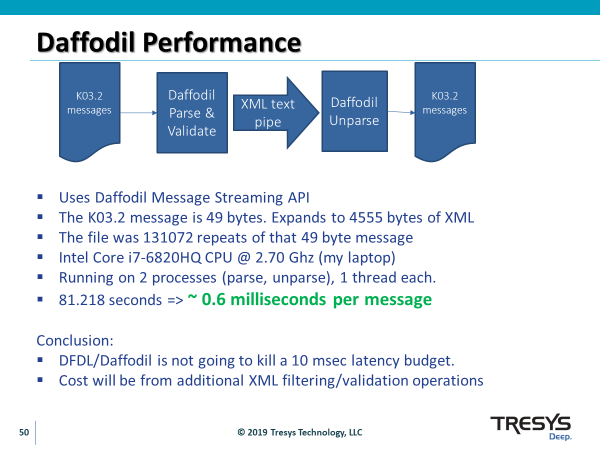 Daffodil Performance
K03.2
messages
Daffodil
Parse &
Validate
XML text
pipe
Daffodil
Unparse
K03.2
messages
▪ Uses Daffodil Message Streaming API
▪ The K03.2 message is 49 bytes. Expands to 4555 bytes of XML
▪ The file was 131072 repeats of that 49 byte message
▪ Intel Core i7-6820HQ CPU @ 2.70 Ghz (my laptop)
▪ Running on 2 processes (parse, unparse), 1 thread each.
▪ 81.218 seconds => ~ 0.6 milliseconds per message
Conclusion:
▪ DFDL/Daffodil is not going to kill a 10 msec latency budget.
▪ Cost will be from additional XML filtering/validation operations
50
© 2019 Tresys Technology, LLC
TRESYS
Deep.